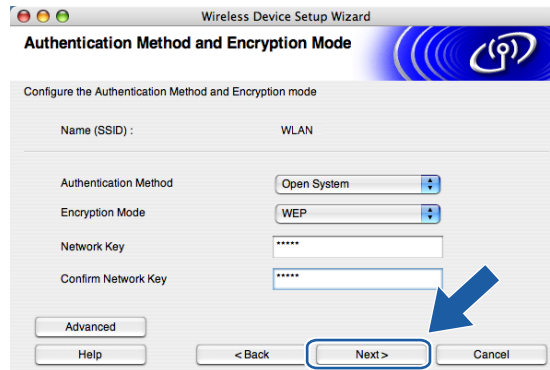 Wireless Device Setup Wizard
Authentication Method and Encryption Mode
Configure the Authentication Method and Encryption mode
Name (SSID) : WLAN
Authentication Method Open System
Encryption Mode WEP
Network Key *****
Confirm Network Key *****
Advanced
Help < Back Next > Cancel